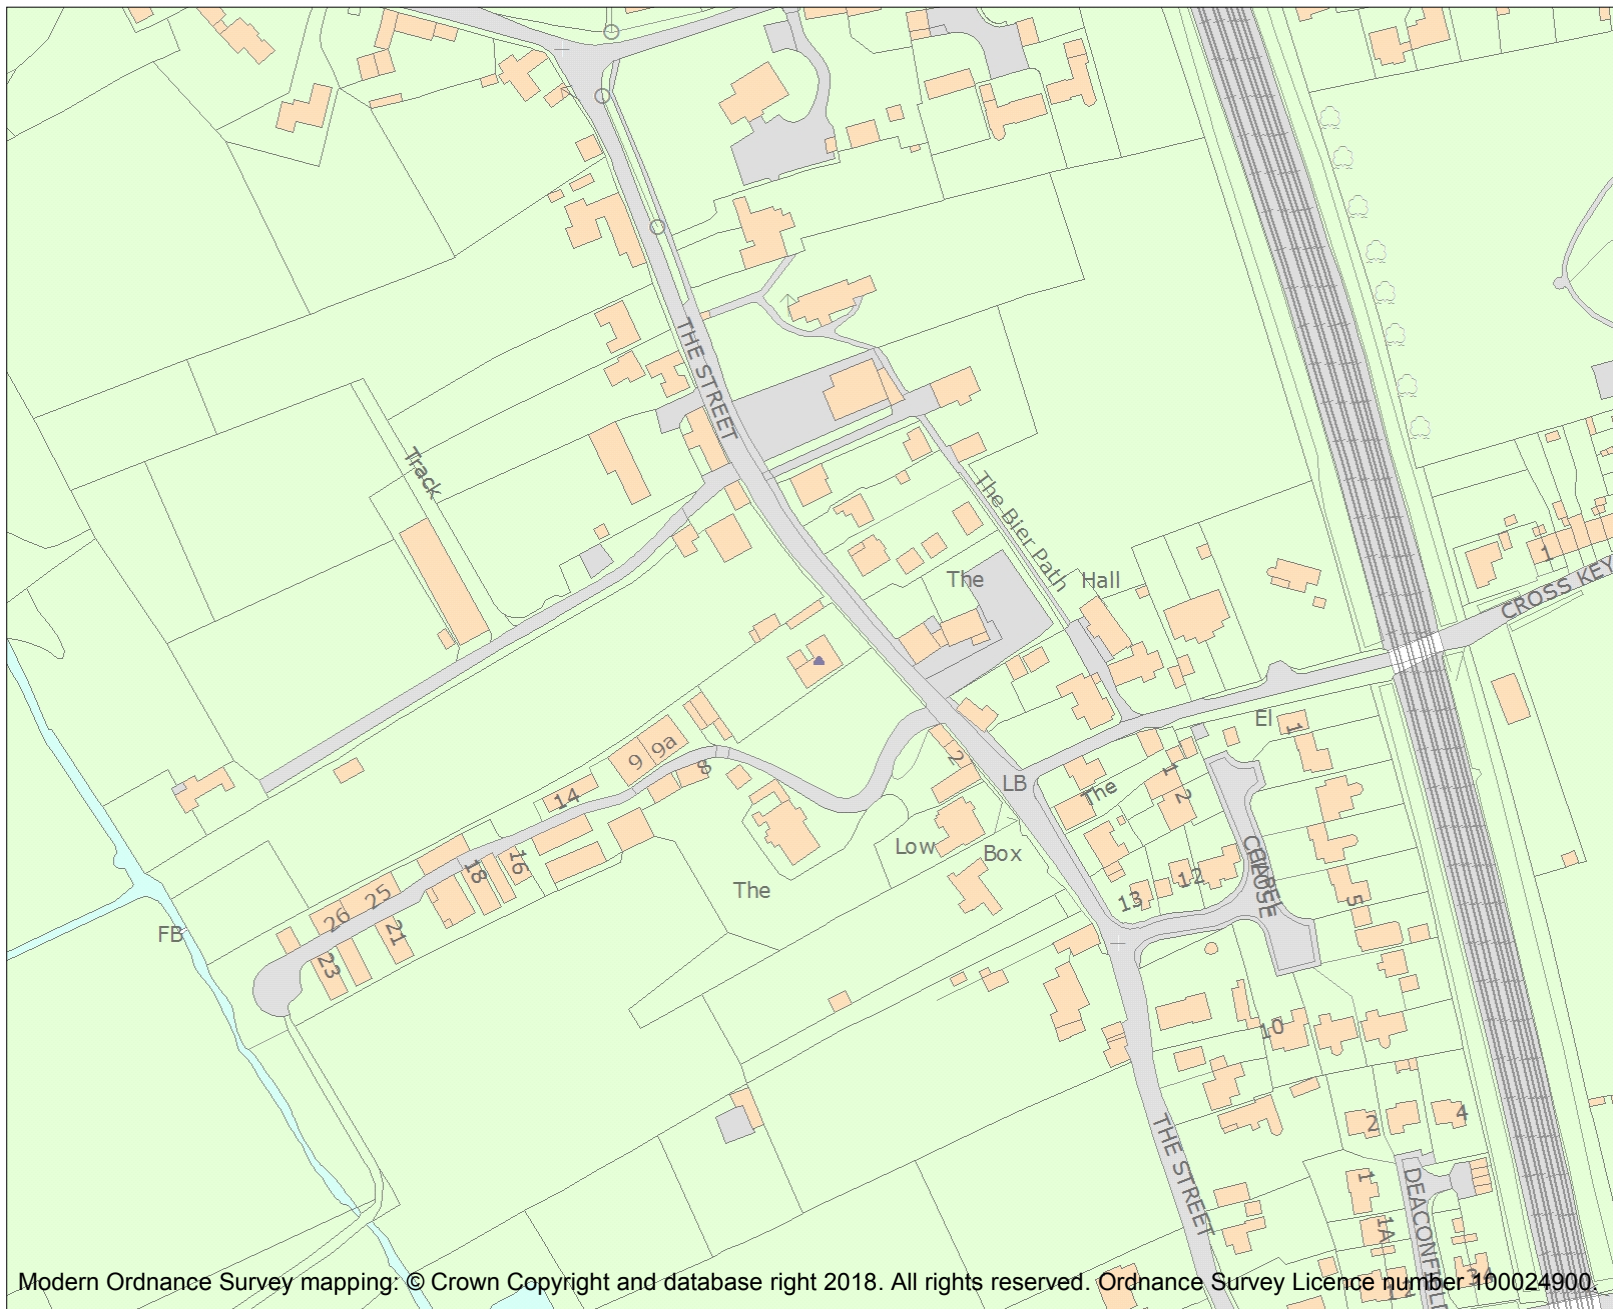 THE STREET
Track
The Bier Path
The
Hall
1
CROSS KEY
El
1
9
9a
8
2
LB
The
1
2
14
Low
Box
CLOSE
16
18
The
12
13
5
25
26
21
FB
23
10
2
4
THE STREET
1
1A
Modern Ordnance Survey mapping: © Crown Copyright and database right 2018. All rights reserved. Ordnance Survey Licence number 100024900.